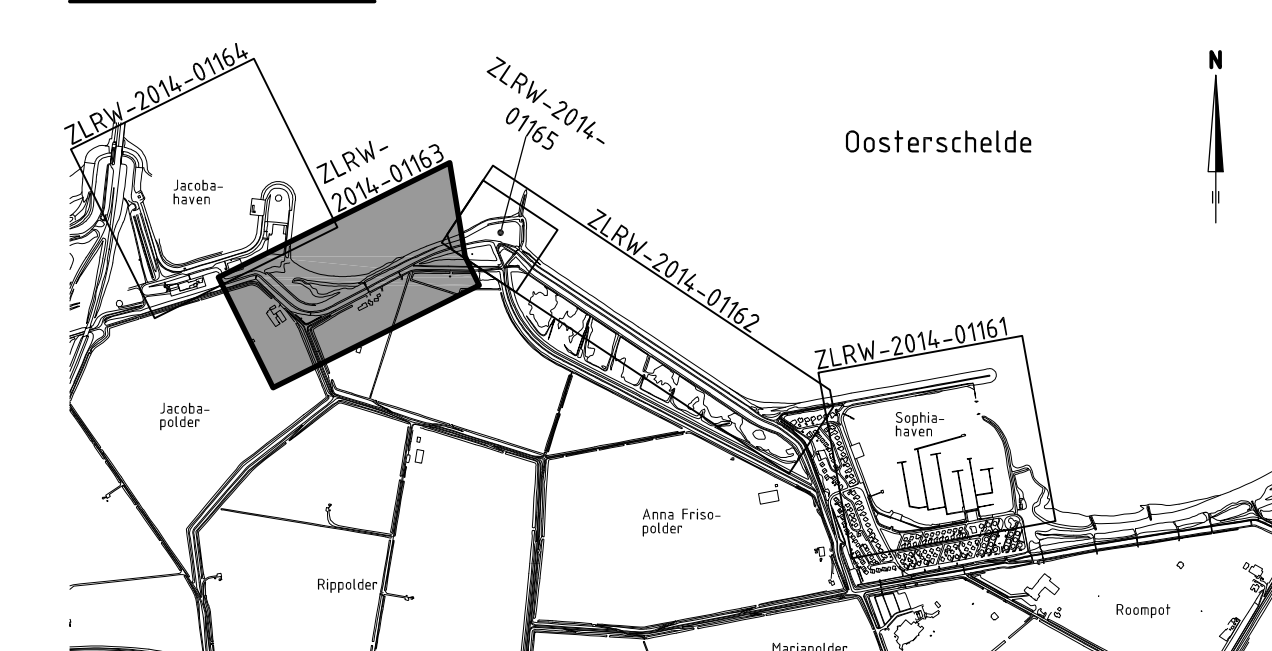 ZLRW-2014-01164
ZLRW-2014-
01165
N
Oosterschelde
ZLRW-
2014-01163
Jacoba-
haven
ZLRW-2014-01162
ZLRW-2014-01161
Jacoba-
polder
Sophia-
haven
Anna Friso-
polder
Rippolder
Roompot
Mariapolder